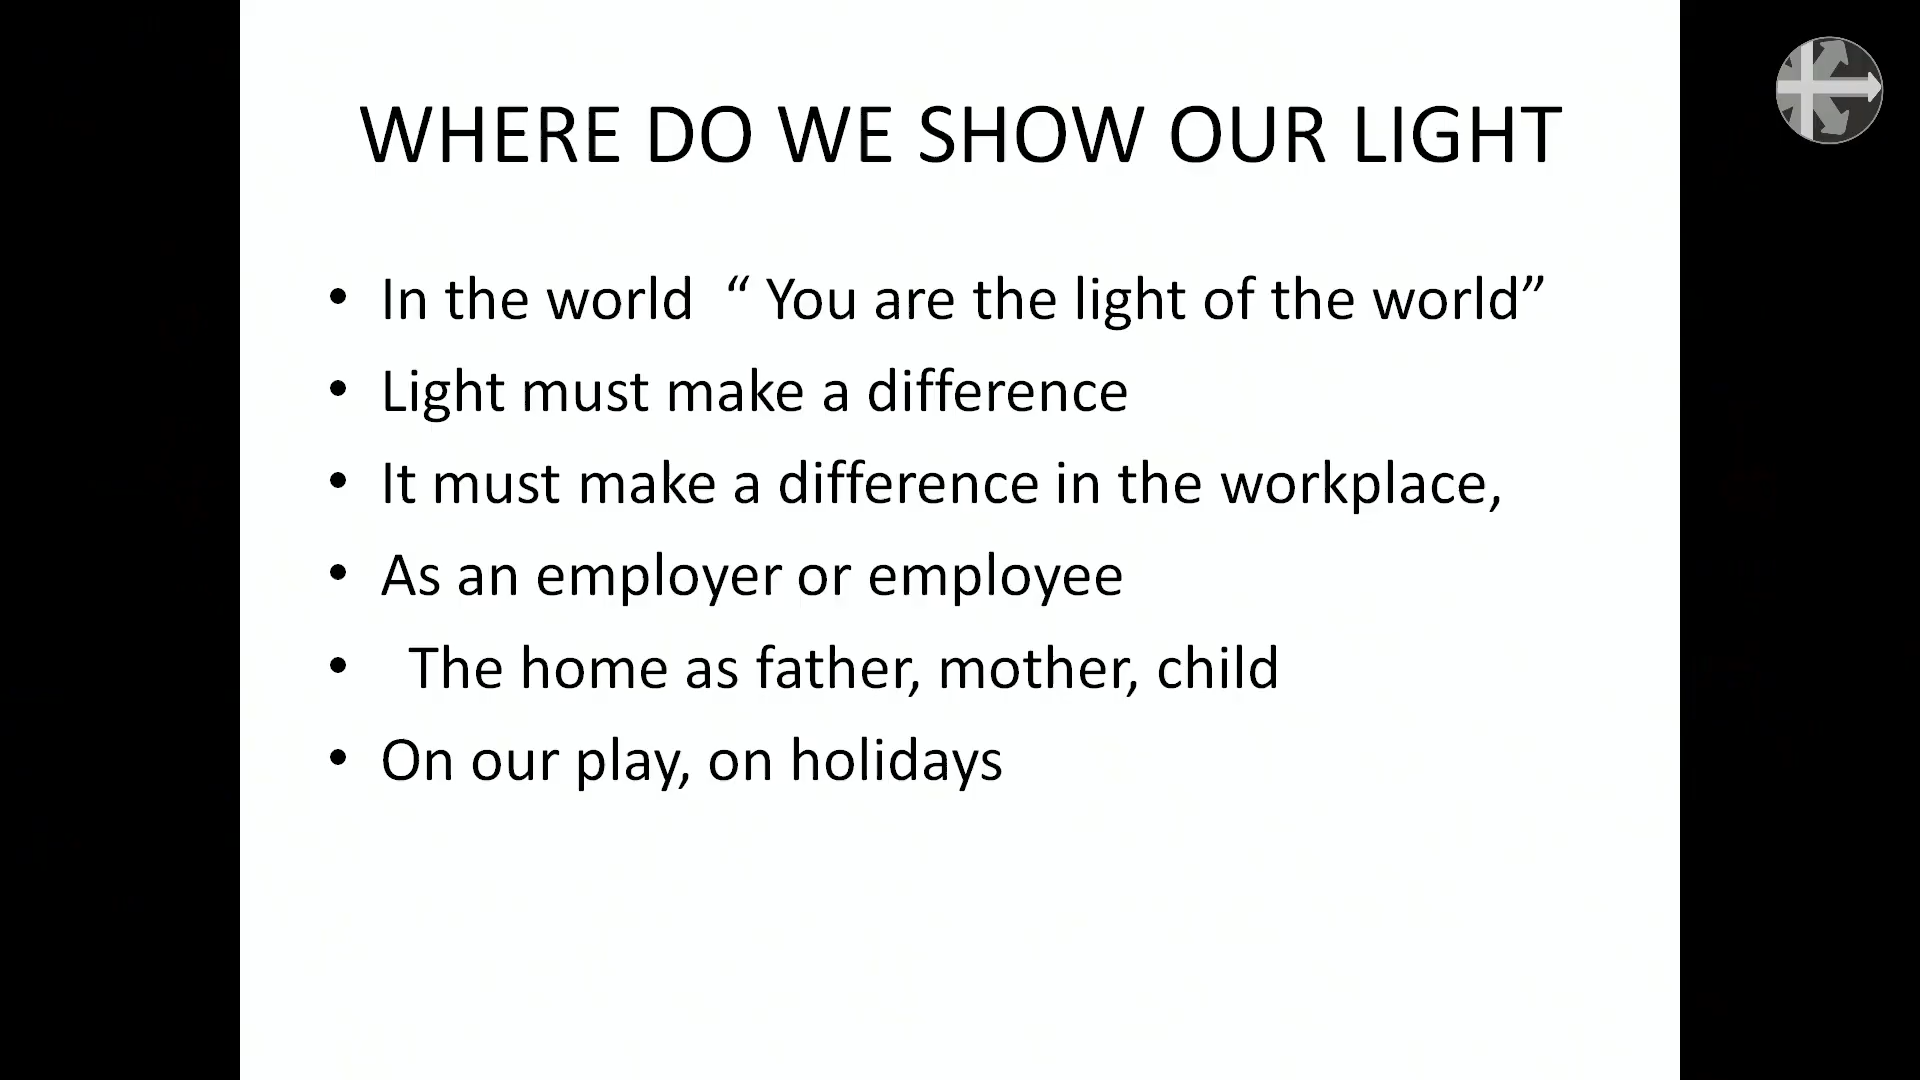 WHERE DO WE SHOW OUR LIGHT
• In the world  “ You are the light of the world”
• Light must make a difference
• It must make a difference in the workplace,
• As an employer or employee
•   The home as father, mother, child
• On our play, on holidays